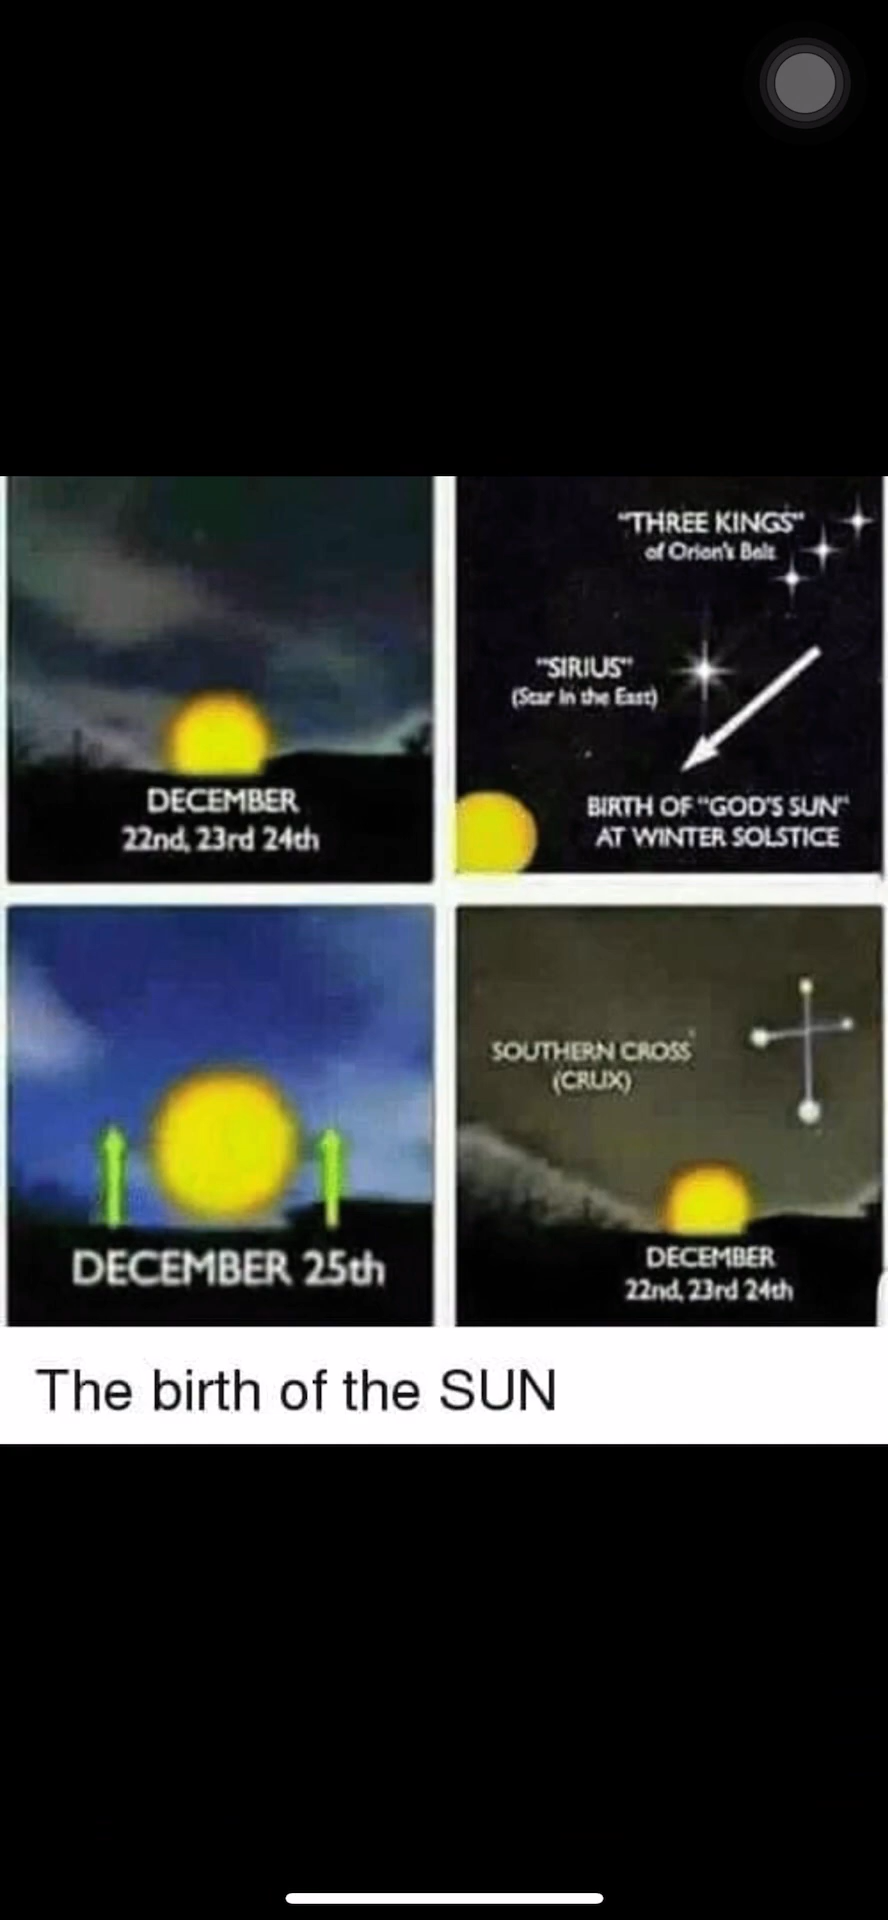 DECEMBER
22nd, 23rd 24th
"THREE KINGS"
of Orion's Belt
"SIRIUS"
(Star in the East)
BIRTH OF "GOD'S SUN"
AT WINTER SOLSTICE
DECEMBER 25th
SOUTHERN CROSS
(CRUX)
DECEMBER
22nd, 23rd 24th
The birth of the SUN